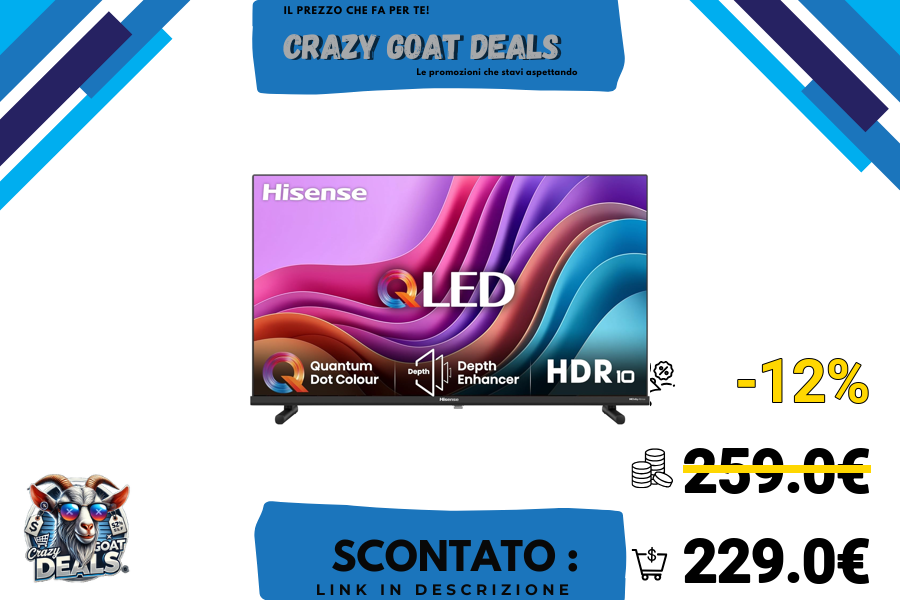 IL PREZZO CHE FA PER TE!
CRAZY GOAT DEALS
Le promozioni che stavi aspettando
Hisense
QLED
Quantum
Dot Colour
Depth
Depth
Enhancer
HDR10
Hisense
-12%
259.0€
229.0€
$
57%
Crazy
GOAT
DEALS
SCONTATO :
LINK IN DESCRIZIONE